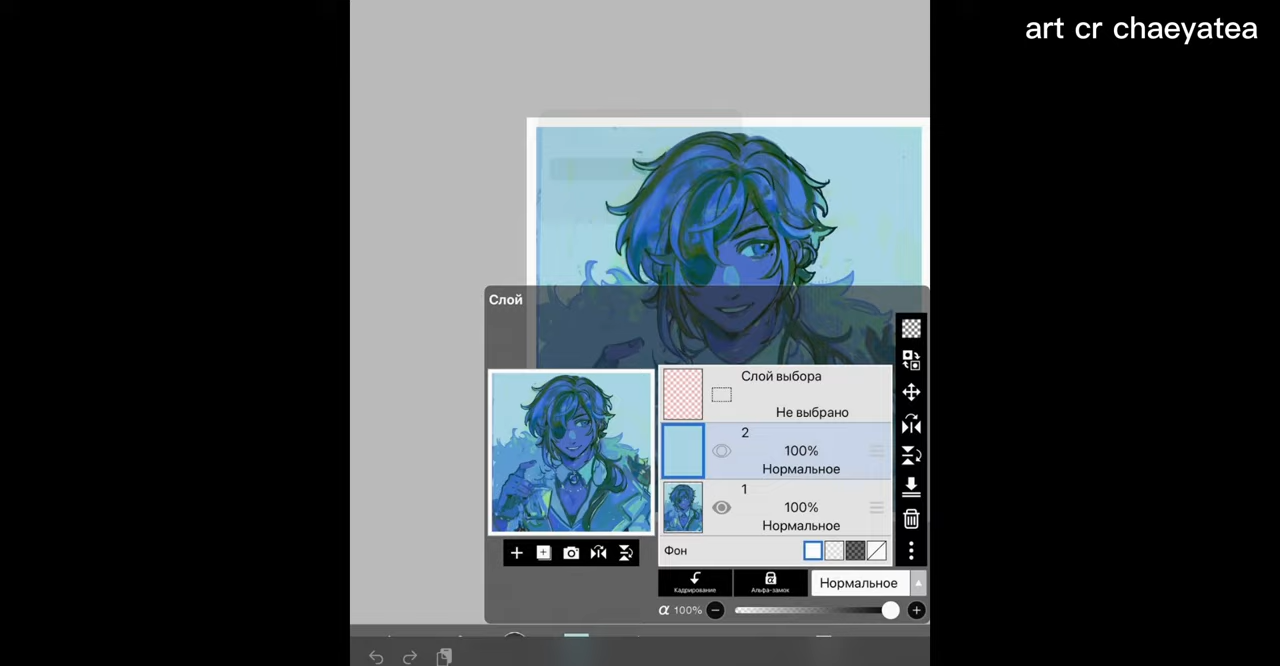 art cr chaeyatea
Слой
Слой выбора
Не выбрано
2
100%
Нормальное
1
100%
Нормальное
Фон
Кадрирование
Альфа-замок
Нормальное
α 100%